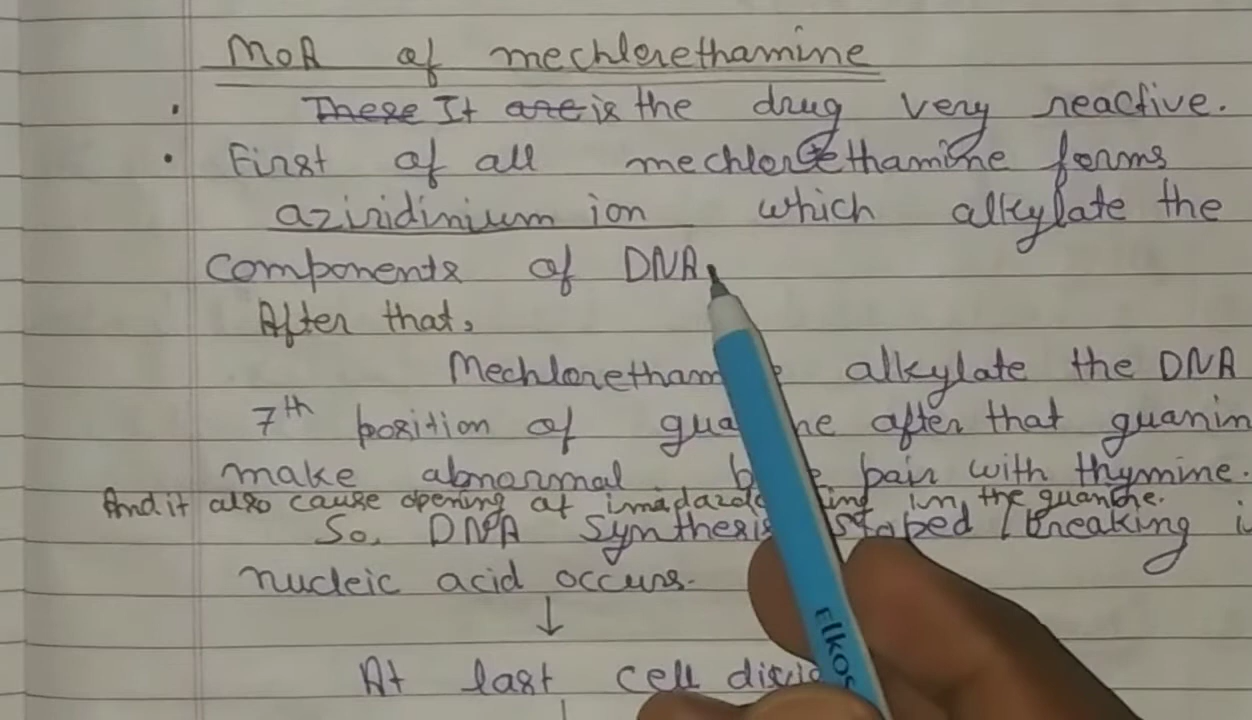 MOA of mechlorethamine
These It are is the drug very reactive.
First of all mechlorethamine forms
aziridinium ion which alkylate the
components of DNA
After that,
Mechloretham alkylate the DNA
7th position of gua ne after that guanin
make abnormal b pair with thymine.
And it also cause opening of imadazol ring in the guanine.
So, DNA synthesis stoped [breaking i
nucleic acid occurs.
↓
At last cell
Elkos